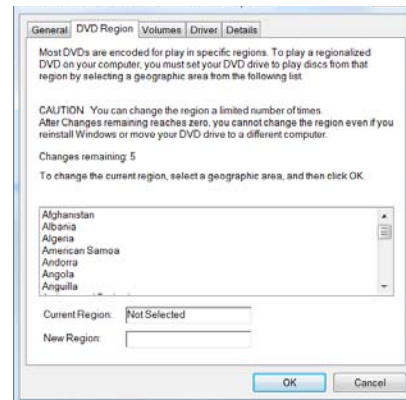 General DVD Region Volumes Driver Details
Most DVDs are encoded for play in specific regions. To play a regionalized
DVD on your computer, you must set your DVD drive to play discs from that
region by selecting a geographic area from the following list.
CAUTION You can change the region a limited number of times.
After Changes remaining reaches zero, you cannot change the region even if you
reinstall Windows or move your DVD drive to a different computer.
Changes remaining: 5
To change the current region, select a geographic area, and then click OK.
Afghanistan
Albania
Algeria
American Samoa
Andorra
Angola
Anguilla
Current Region: Not Selected
New Region:
OK Cancel